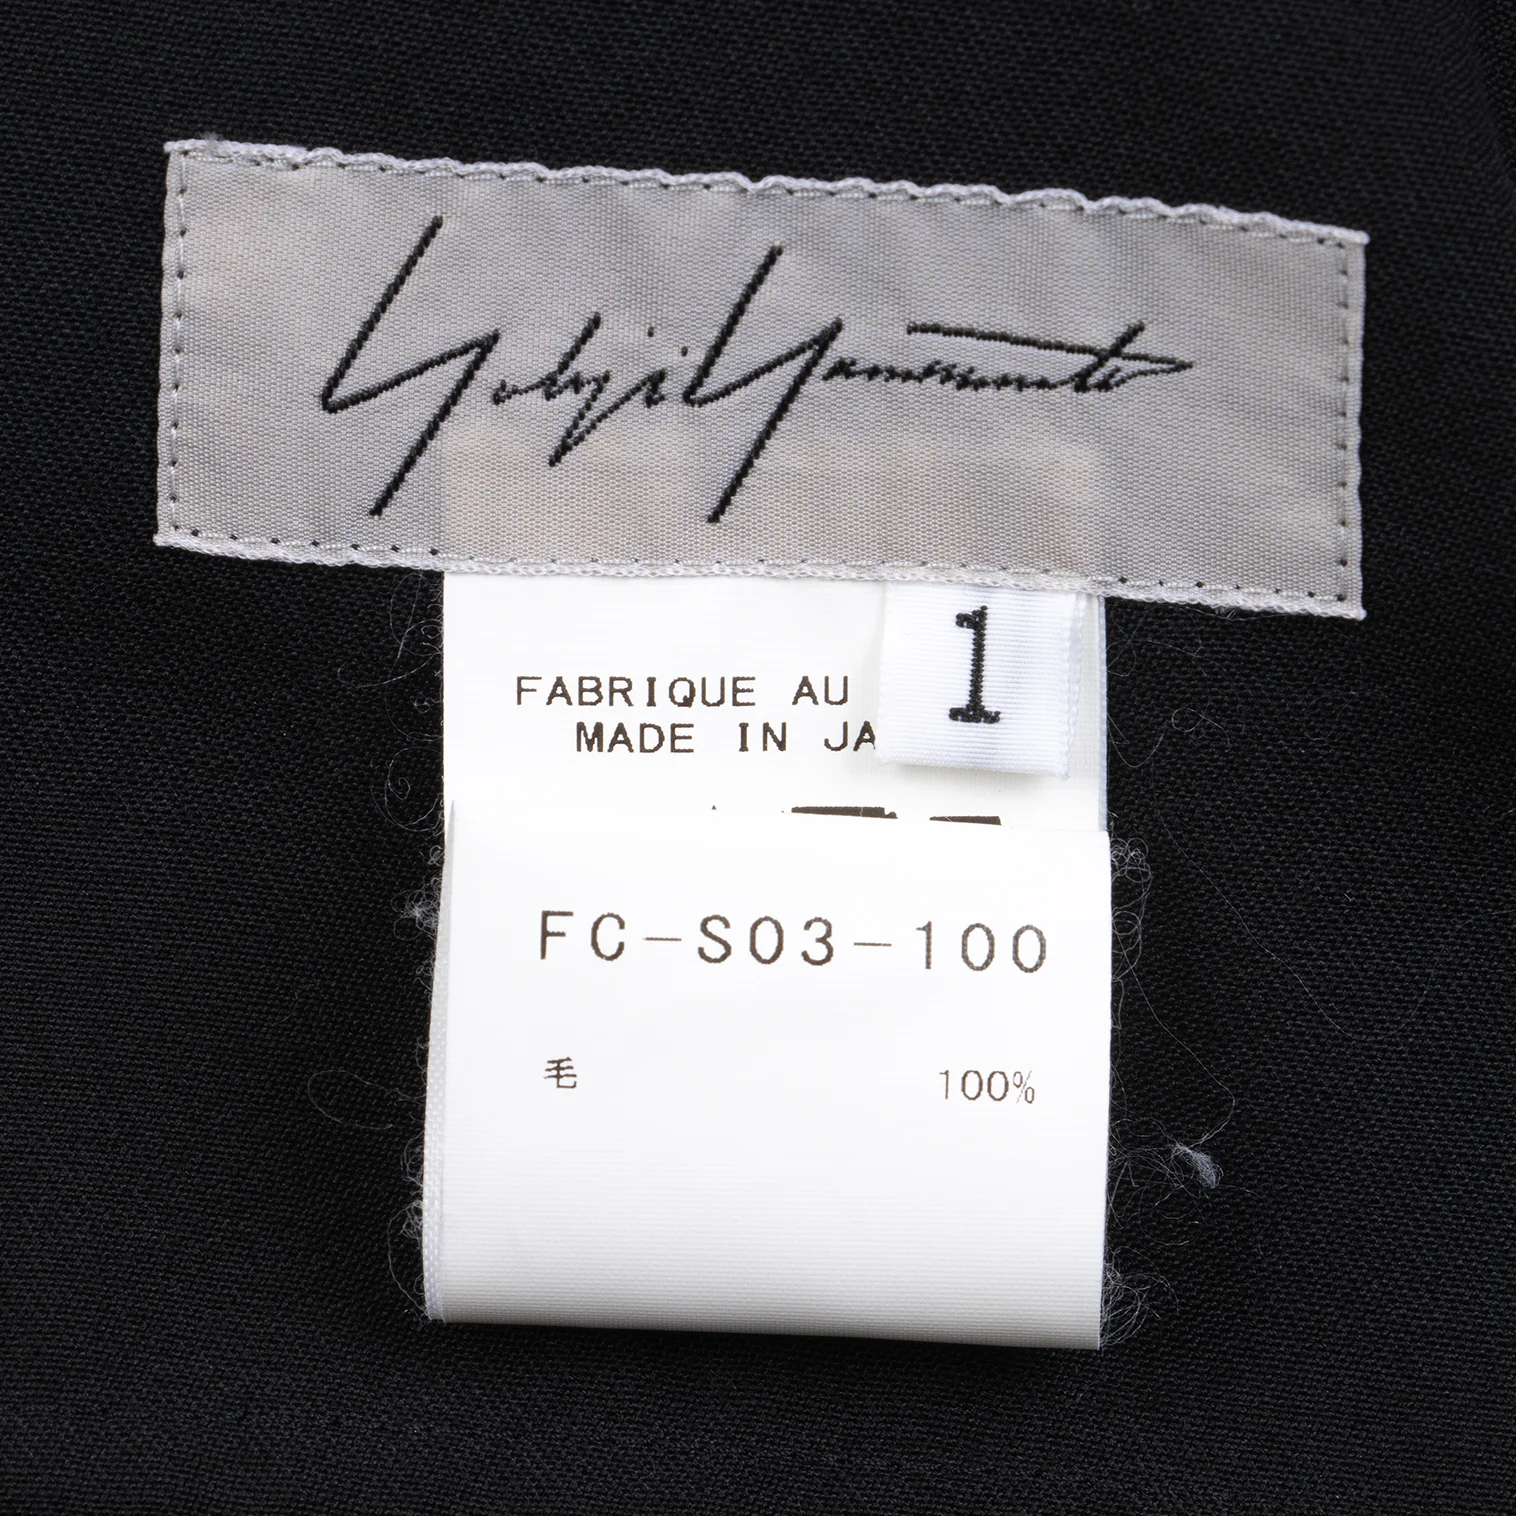 Yohji Yamamoto
1
FABRIQUE AU
MADE IN JA
FC-S03-100
毛 100%